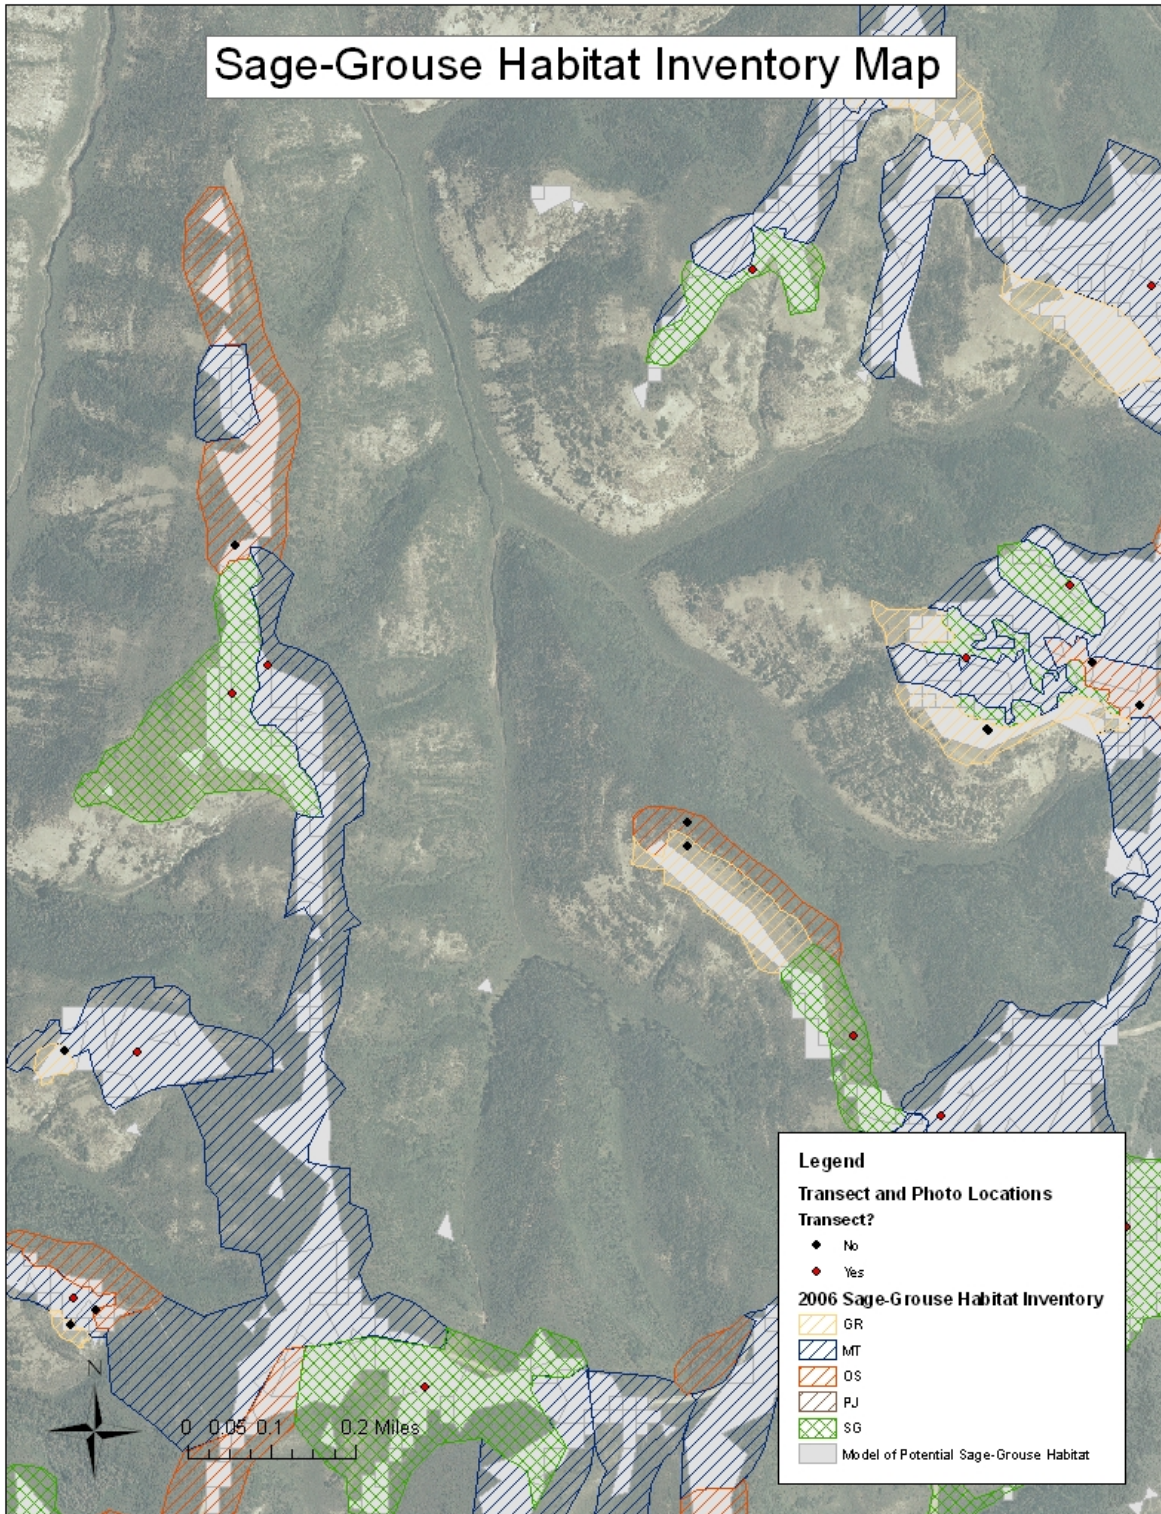 Sage-Grouse Habitat Inventory Map
Legend
Transect and Photo Locations
Transect?
No
Yes
2006 Sage-Grouse Habitat Inventory
GR
MT
OS
PJ
SG
Model of Potential Sage-Grouse Habitat
N
0 0.05 0.1 0.2 Miles